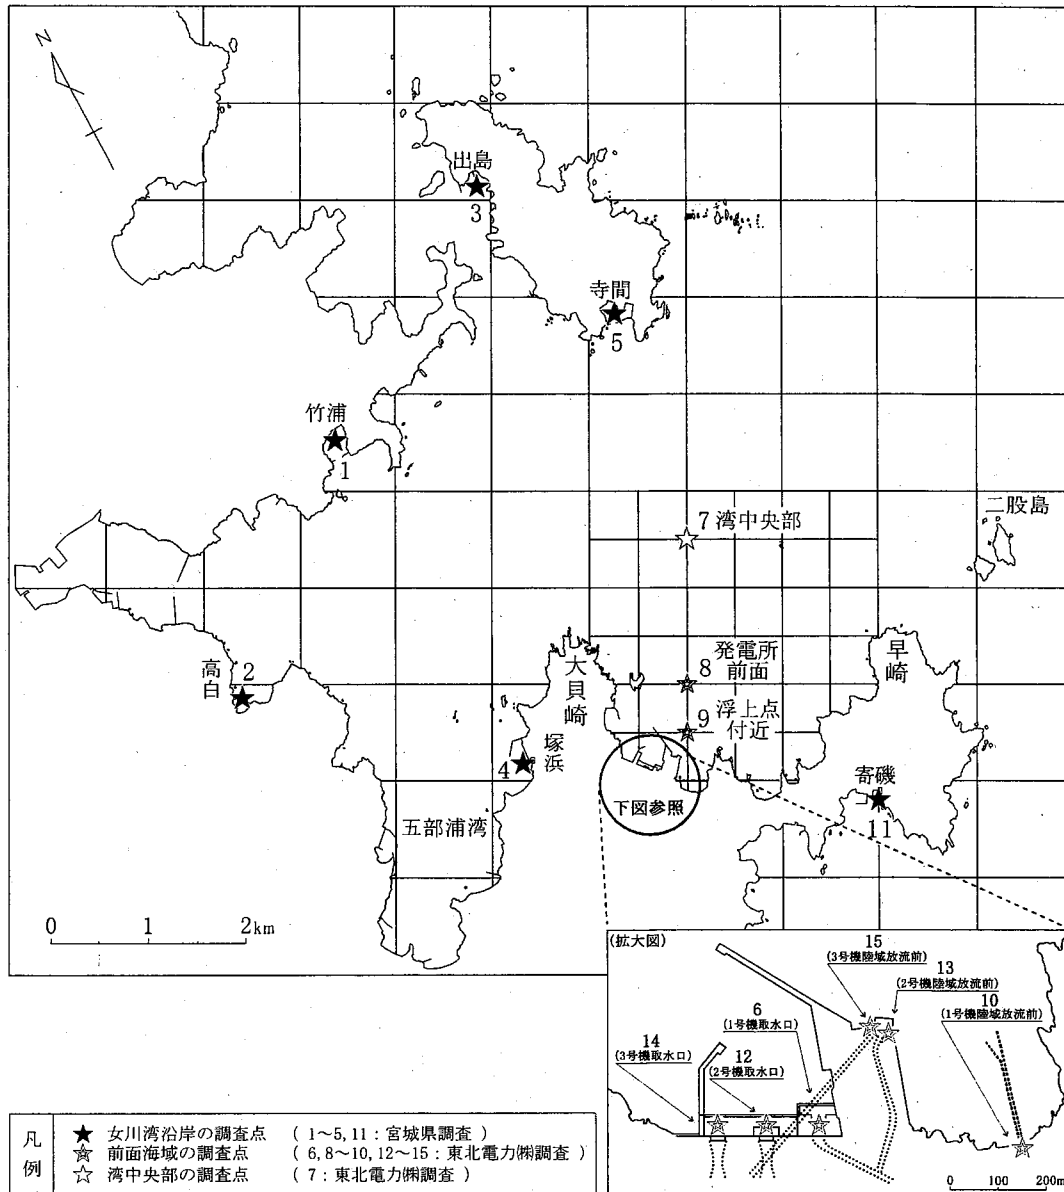 N
出島
3
寺間
5
竹浦
1
二股島
7 湾中央部
高白
2
大貝崎
発電所
前面
8
早崎
浮上点
付近
9
塚浜
4
寄磯
11
下図参照
五部浦湾
0 1 2km
(拡大図)
15
(3号機陸域放流前)
13
(2号機陸域放流前)
10
(1号機陸域放流前)
6
(1号機取水口)
14
(3号機取水口)
12
(2号機取水口)
0 100 200m
凡例
★ 女川湾沿岸の調査点 ( 1~5, 11 : 宮城県調査 )
前面海域の調査点 ( 6, 8~10, 12~15 : 東北電力㈱調査 )
☆ 湾中央部の調査点 ( 7 : 東北電力㈱調査 )